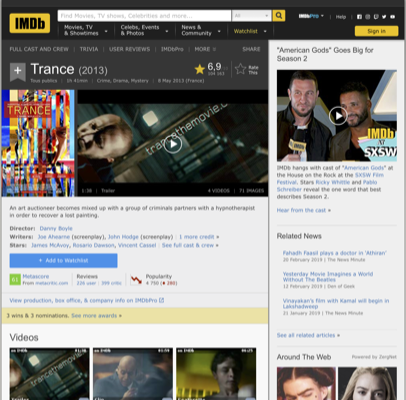 IMDb
Find Movies, TV shows, Celebrities and more...
All
IMDbPro
Help
Movies, TV
& Showtimes
Celebs, Events
& Photos
News &
Community
Watchlist
Sign in
FULL CAST AND CREW | TRIVIA | USER REVIEWS | IMDbPro | MORE
SHARE
Trance (2013)
6,9
Rate
This
Tous publics | 1h 41min | Crime, Drama, Mystery | 8 May 2013 (France)
TRANCE
trancethemovie.c
1:38 | Trailer
4 VIDEOS | 71 IMAGES
An art auctioneer becomes mixed up with a group of criminals partners with a hypnotherapist
in order to recover a lost painting.
Director: Danny Boyle
Writers: Joe Ahearne (screenplay), John Hodge (screenplay) | 1 more credit »
Stars: James McAvoy, Rosario Dawson, Vincent Cassel | See full cast & crew »
+ Add to Watchlist
61
Metascore
From metacritic.com
Reviews
226 user | 399 critic
Popularity
4 750
View production, box office, & company info on IMDbPro
3 wins & 3 nominations. See more awards »
Videos
"American Gods" Goes Big for
Season 2
IMDb
at
SXSW
IMDb hangs with cast of "American Gods" at
the House on the Rock at the SXSW Film
Festival. Stars Ricky Whittle and Pablo
Schreiber reveal the one word that best
describes Season 2.
Hear from the cast »
Related News
Fahadh Faasil plays a doctor in 'Athiran'
20 February 2019 | The News Minute
Yesterday Movie Imagines a World
Without The Beatles
12 February 2019 | Den of Geek
Vinayakan's film with Kamal will begin in
Lakshadweep
21 January 2019 | The News Minute
See all related articles »
Around The Web
Powered by ZergNet